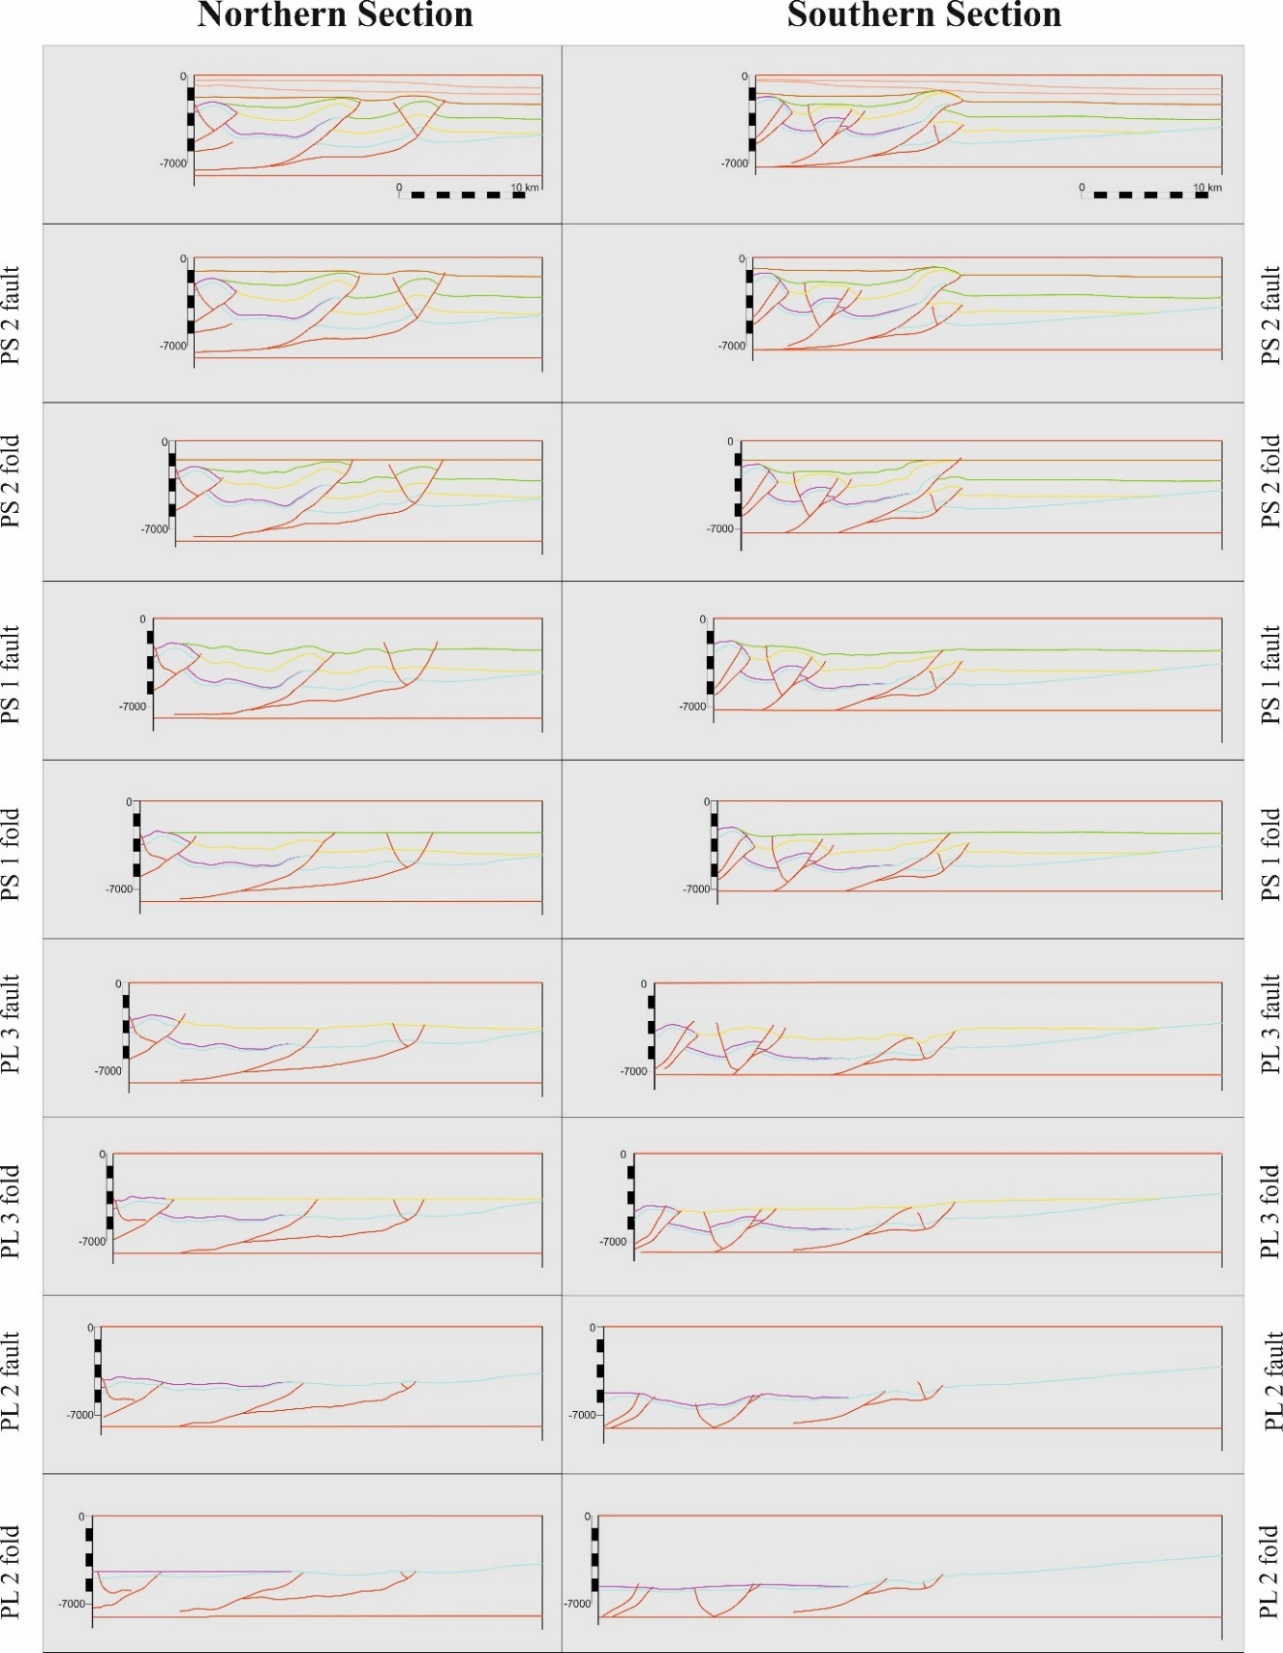 Northern Section Southern Section
0 0
-7000 -7000
0 10 km 0 10 km
PS 2 fault 0 -7000 0 -7000 PS 2 fault
PS 2 fold 0 -7000 0 -7000 PS 2 fold
PS 1 fault 0 -7000 0 -7000 PS 1 fault
PS 1 fold 0 -7000 0 -7000 PS 1 fold
PL 3 fault 0 -7000 0 -7000 PL 3 fault
PL 3 fold 0 -7000 0 -7000 PL 3 fold
PL 2 fault 0 -7000 0 -7000 PL 2 fault
PL 2 fold 0 -7000 0 -7000 PL 2 fold